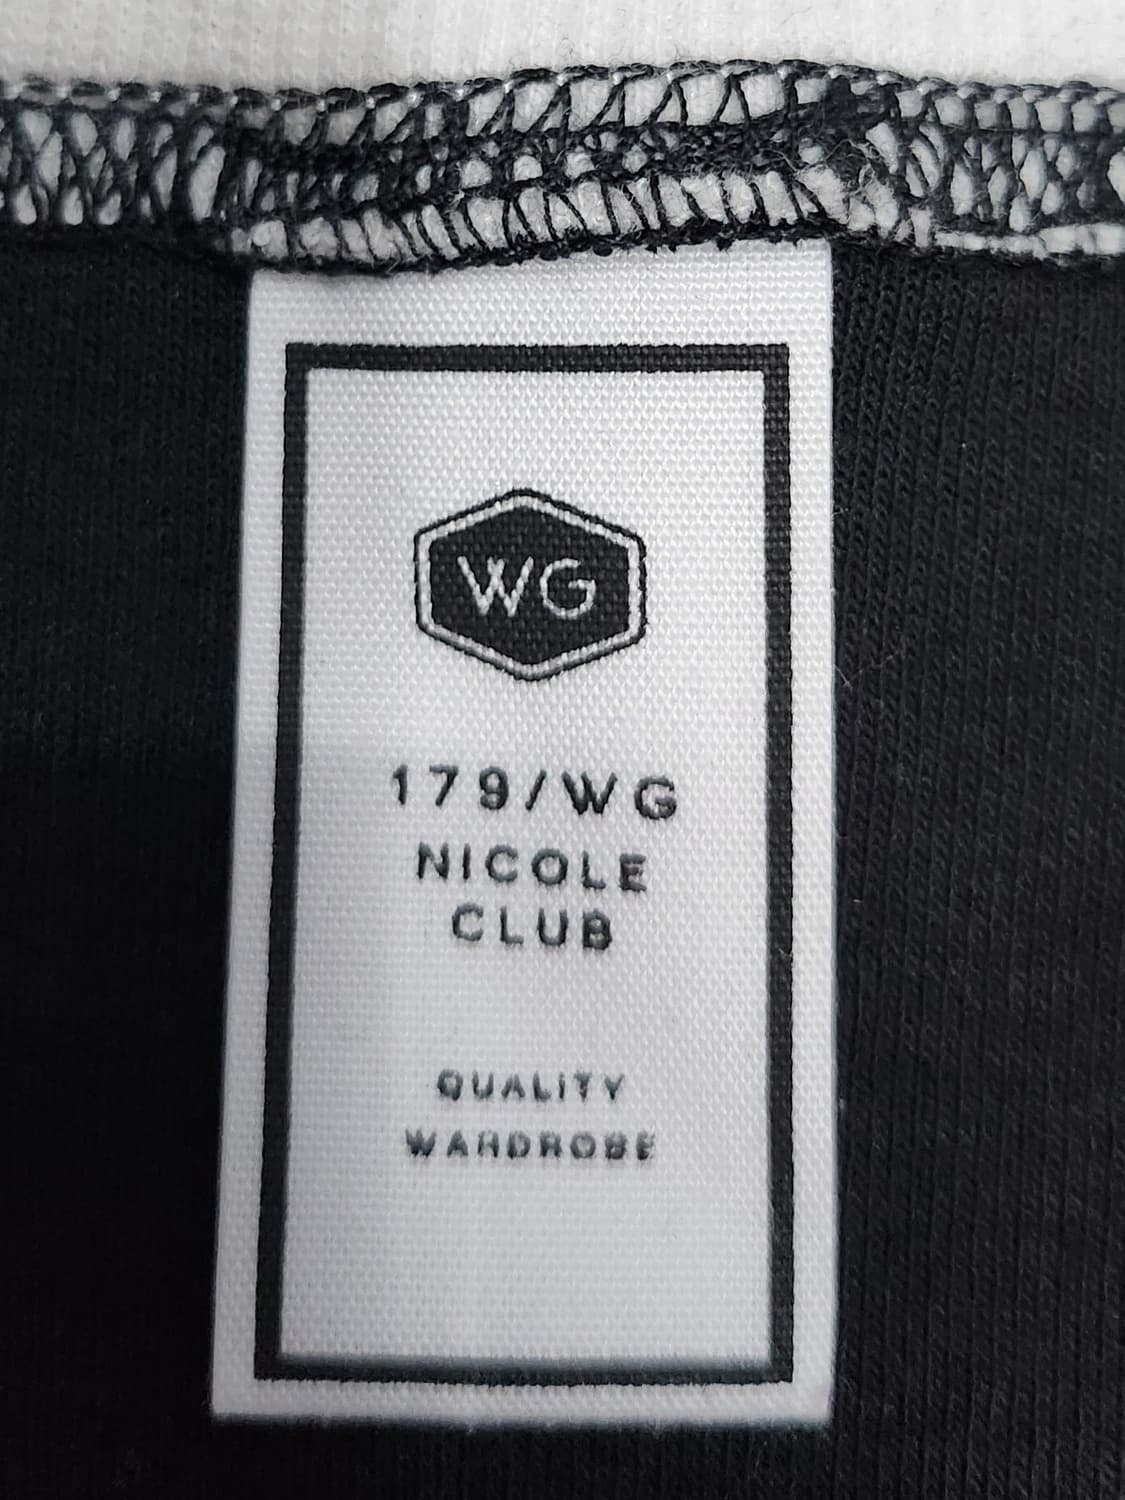 WG
179/WG
NICOLE
CLUB
QUALITY
WARDROBE